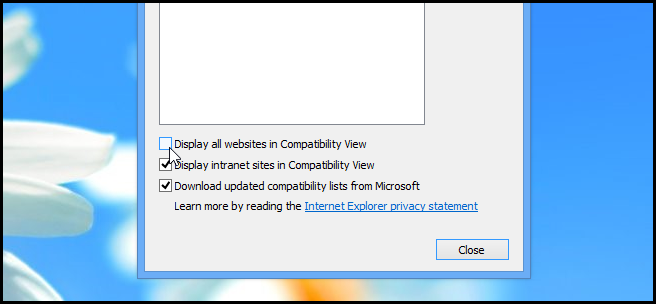 Display all websites in Compatibility View
Display intranet sites in Compatibility View
Download updated compatibility lists from Microsoft
Learn more by reading the Internet Explorer privacy statement
Close